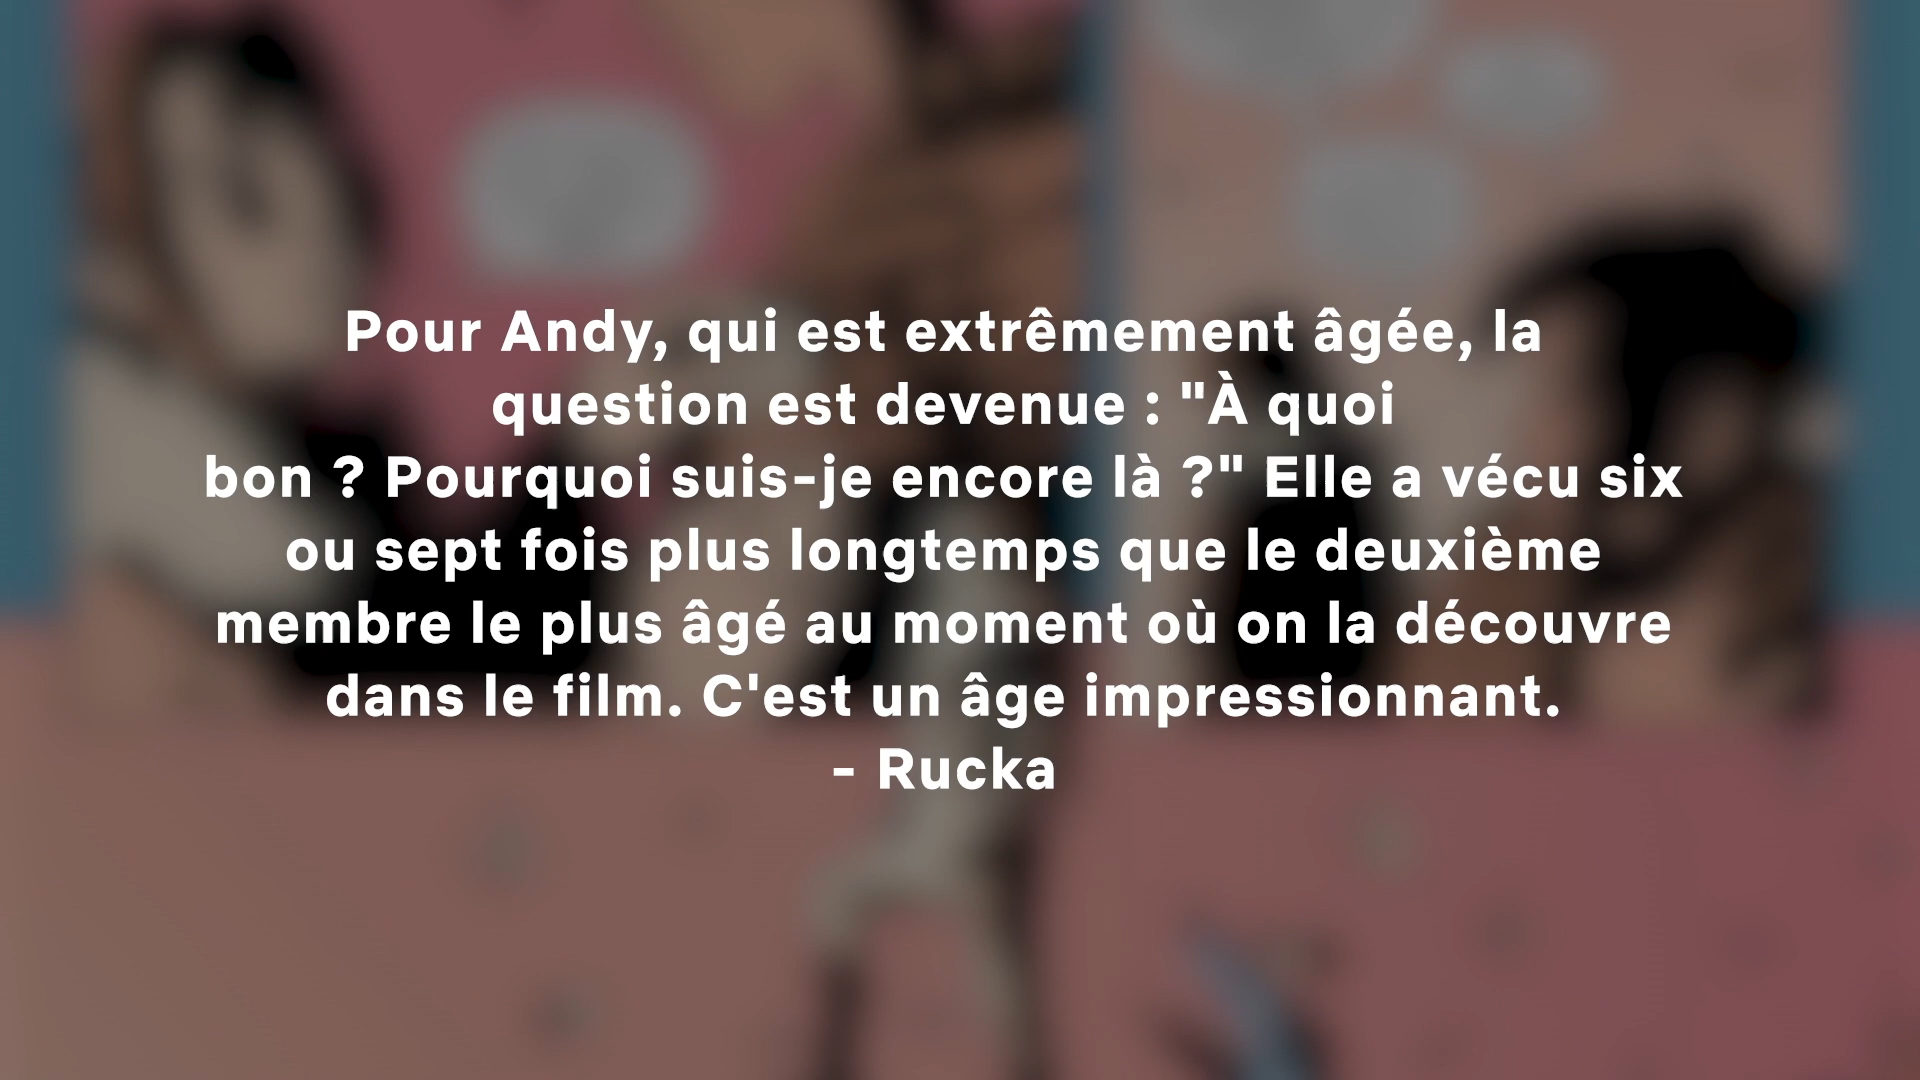 Pour Andy, qui est extrêmement âgée, la
question est devenue : "À quoi
bon ? Pourquoi suis-je encore là ?" Elle a vécu six
ou sept fois plus longtemps que le deuxième
membre le plus âgé au moment où on la découvre
dans le film. C'est un âge impressionnant.
- Rucka